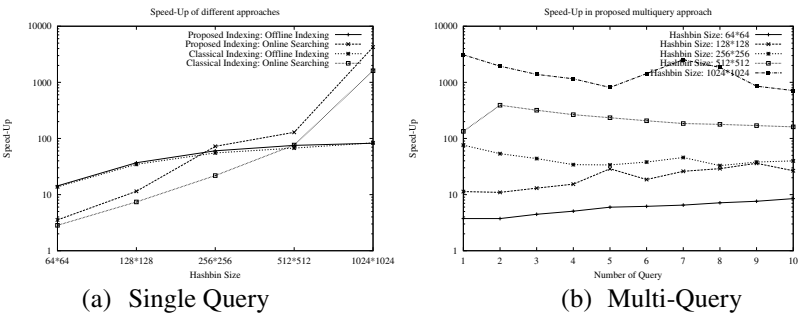 Speed-Up of different approaches
10000
1000
100
10
1
Speed-Up
Proposed Indexing: Offline Indexing
Proposed Indexing: Online Searching
Classical Indexing: Offline Indexing
Classical Indexing: Online Searching
64*64 128*128 256*256 512*512 1024*1024
Hashbin Size
(a) Single Query
Speed-Up in proposed multiquery approach
10000
1000
100
10
1
Speed-Up
Hashbin Size: 64*64
Hashbin Size: 128*128
Hashbin Size: 256*256
Hashbin Size: 512*512
Hashbin Size: 1024*1024
1 2 3 4 5 6 7 8 9 10
Number of Query
(b) Multi-Query